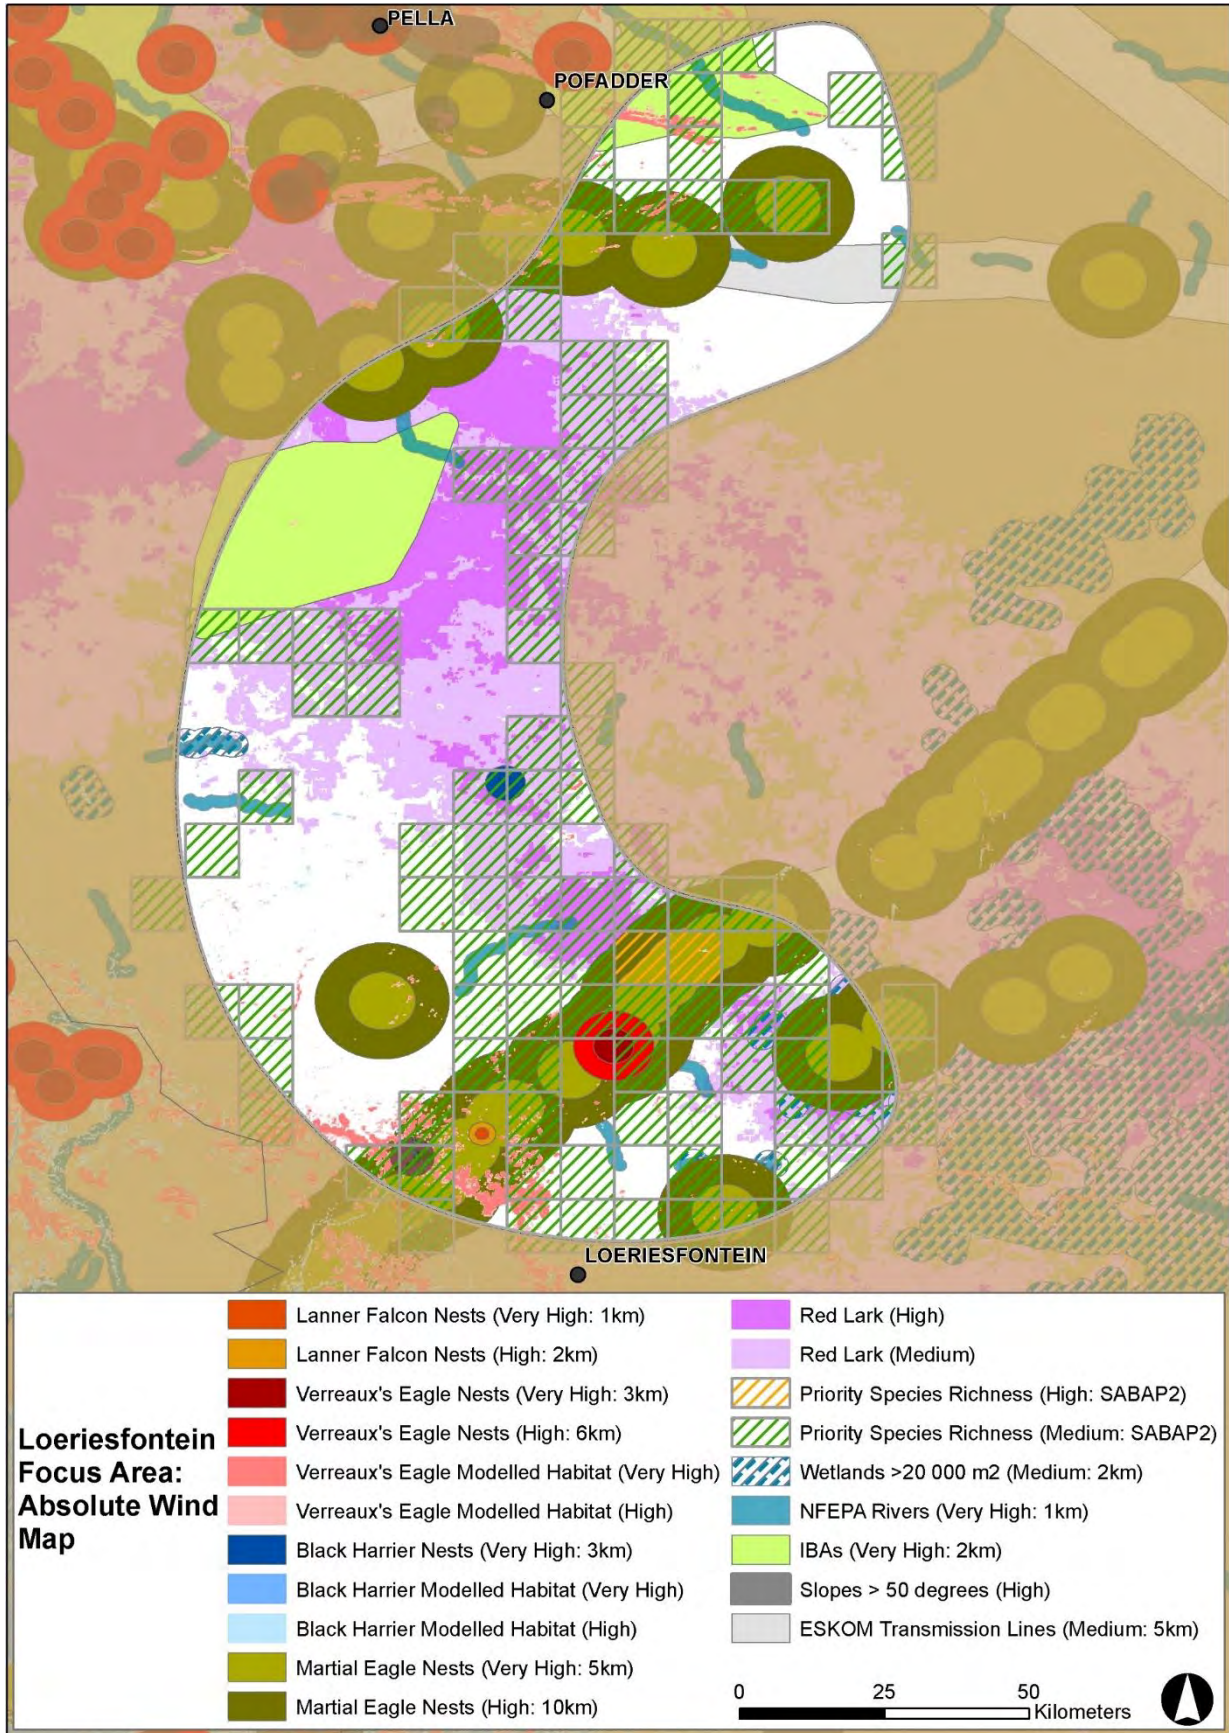 PELLA
POFADDER
LOERIESFONTEIN
Loeriesfontein
Focus Area:
Absolute Wind
Map
Lanner Falcon Nests (Very High: 1km)
Lanner Falcon Nests (High: 2km)
Verreaux's Eagle Nests (Very High: 3km)
Verreaux's Eagle Nests (High: 6km)
Verreaux's Eagle Modelled Habitat (Very High)
Verreaux's Eagle Modelled Habitat (High)
Black Harrier Nests (Very High: 3km)
Black Harrier Modelled Habitat (Very High)
Black Harrier Modelled Habitat (High)
Martial Eagle Nests (Very High: 5km)
Martial Eagle Nests (High: 10km)
Red Lark (High)
Red Lark (Medium)
Priority Species Richness (High: SABAP2)
Priority Species Richness (Medium: SABAP2)
Wetlands >20 000 m2 (Medium: 2km)
NFEPA Rivers (Very High: 1km)
IBAs (Very High: 2km)
Slopes > 50 degrees (High)
ESKOM Transmission Lines (Medium: 5km)
0 25 50
Kilometers